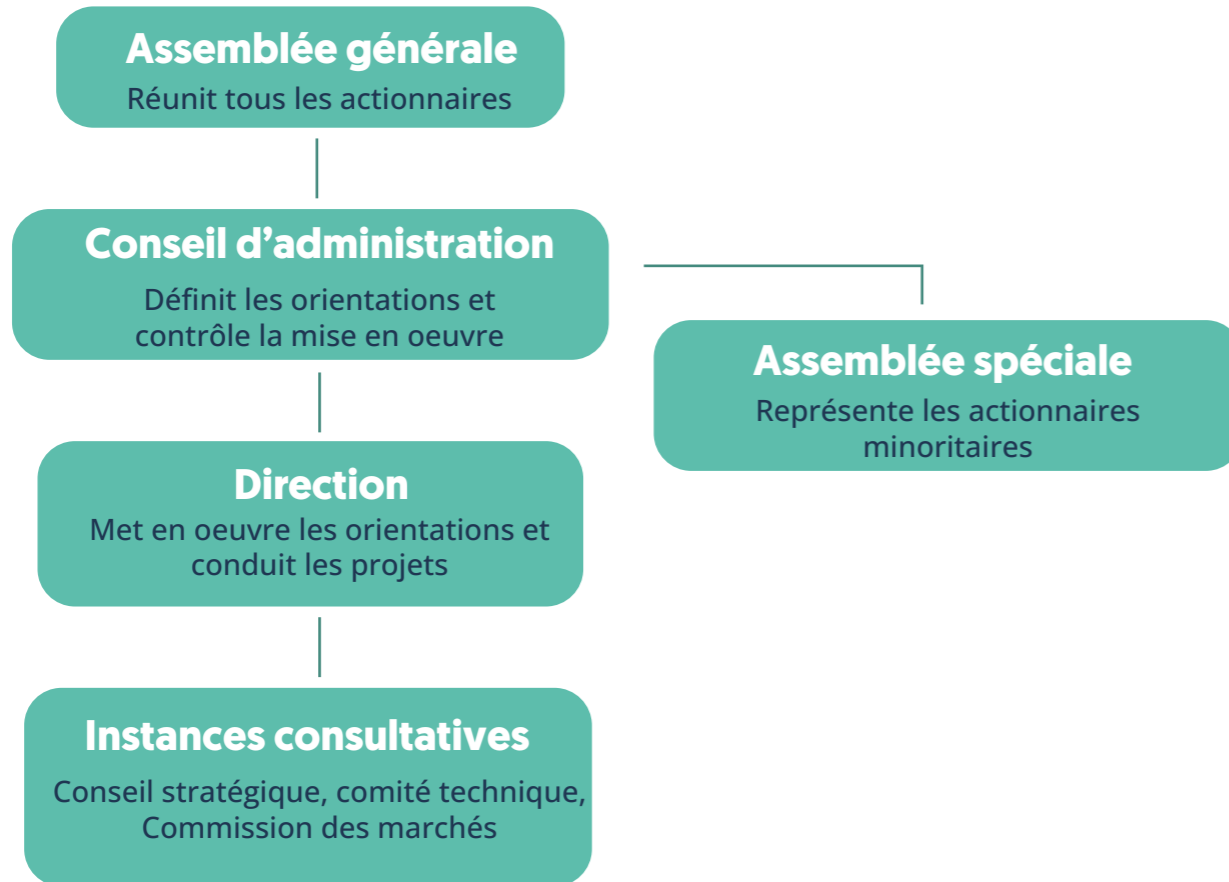 Assemblée générale
Réunit tous les actionnaires
Conseil d’administration
Définit les orientations et
contrôle la mise en oeuvre
Assemblée spéciale
Représente les actionnaires
minoritaires
Direction
Met en oeuvre les orientations et
conduit les projets
Instances consultatives
Conseil stratégique, comité technique,
Commission des marchés